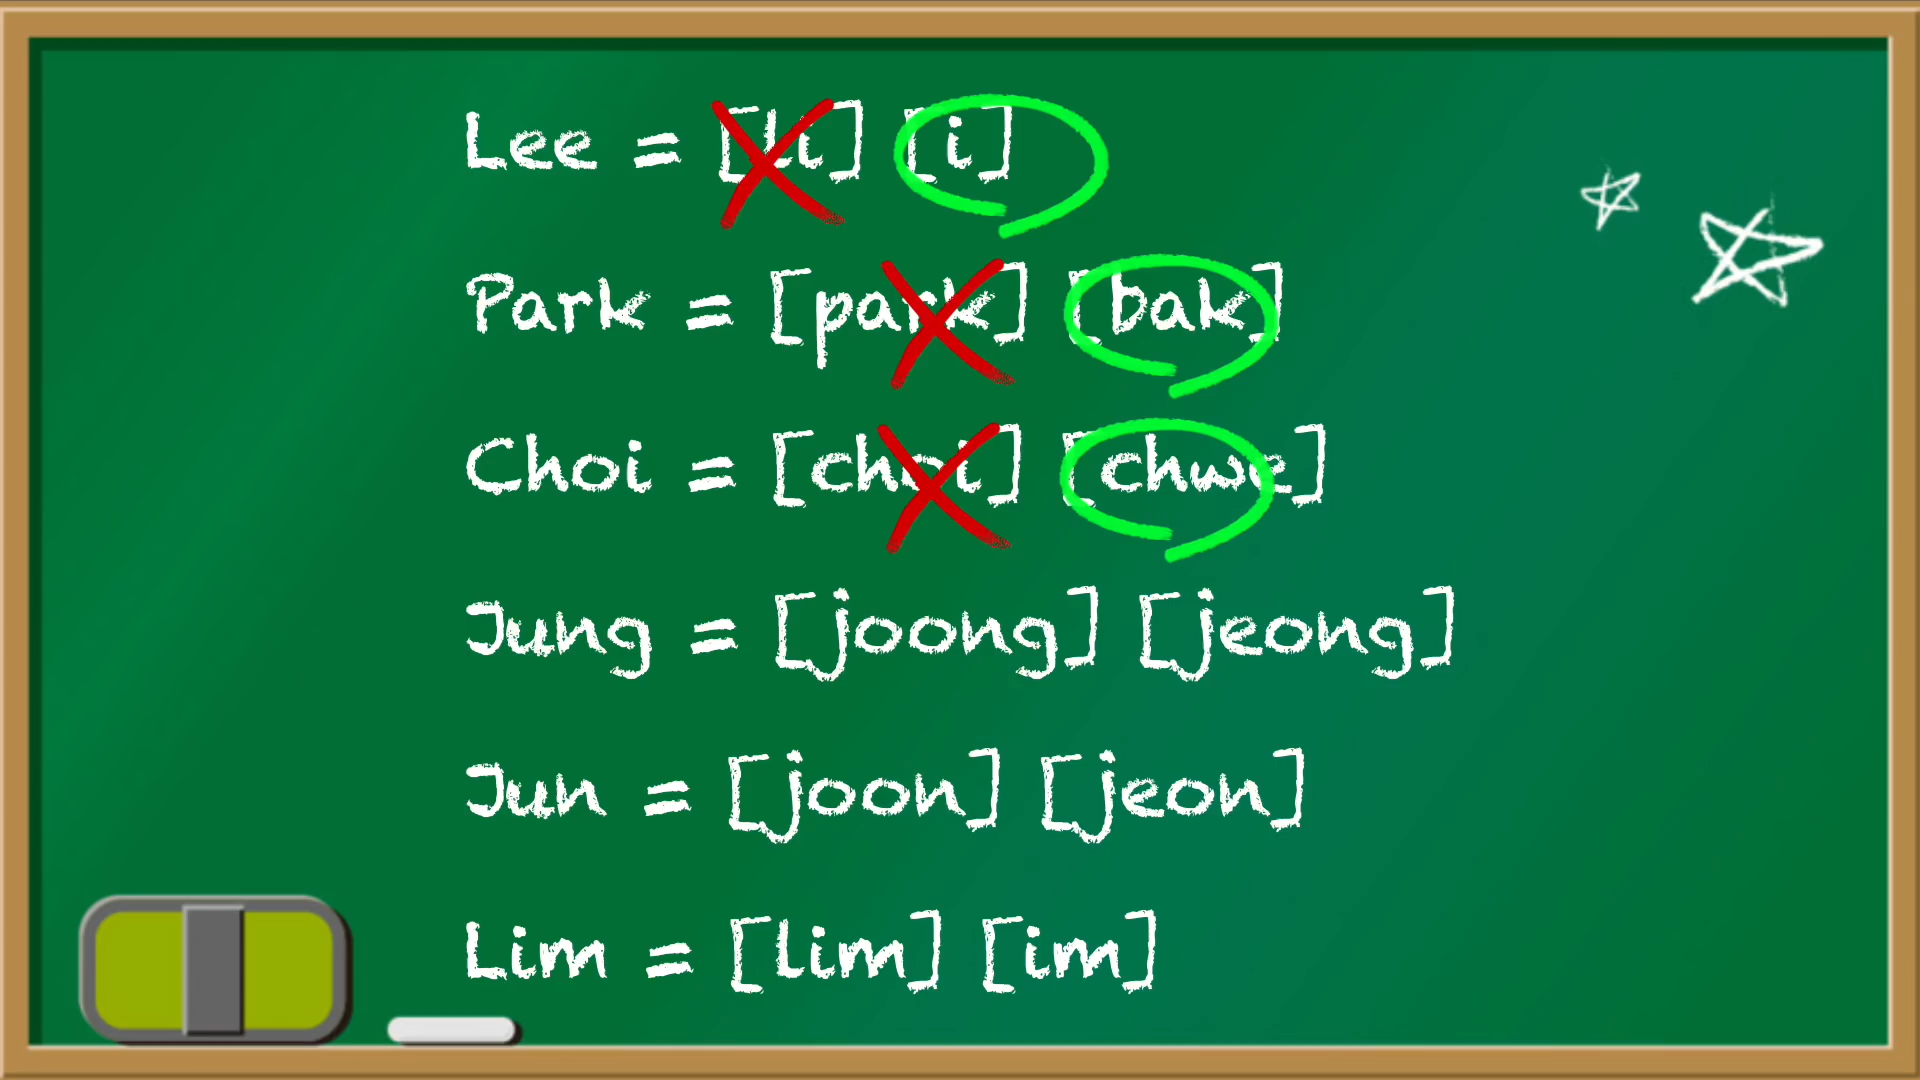 Lee = [Li] [i]
Park = [park] [bak]
Choi = [choi] [chwe]
Jung = [joong] [jeong]
Jun = [joon] [jeon]
Lim = [lim] [im]